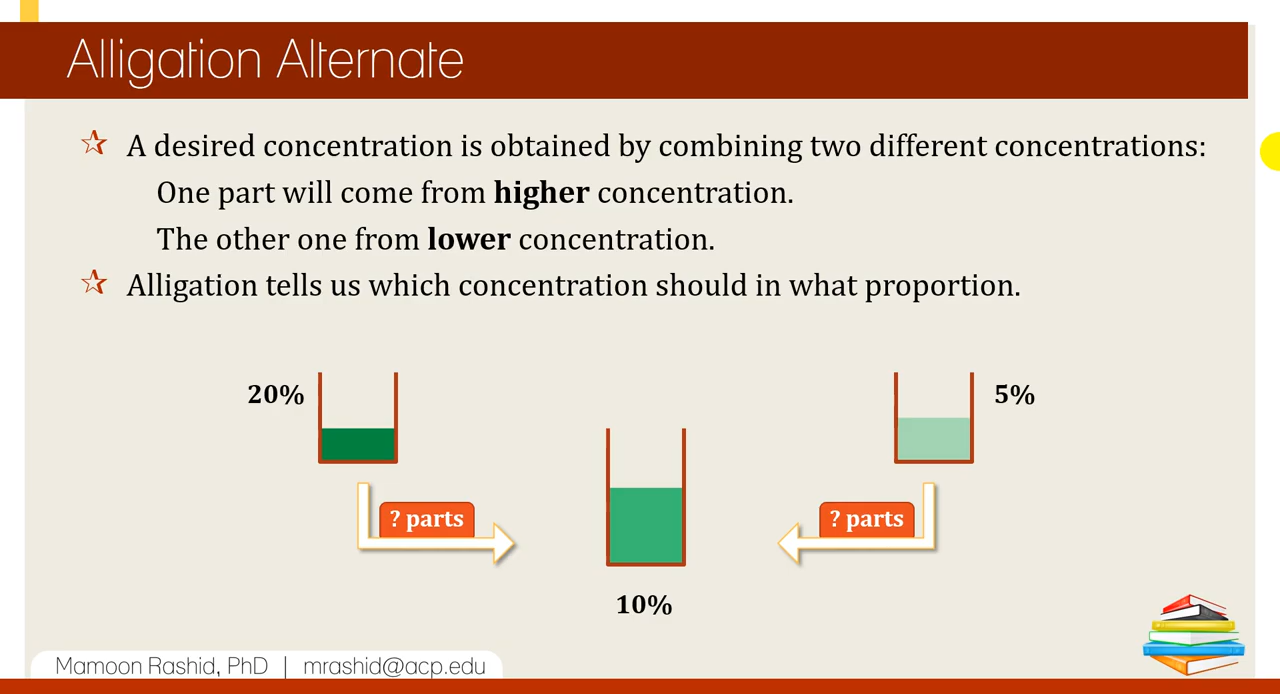 Alligation Alternate
☆ A desired concentration is obtained by combining two different concentrations:
One part will come from higher concentration.
The other one from lower concentration.
☆ Alligation tells us which concentration should in what proportion.
20%
5%
? parts
? parts
10%
Mamoon Rashid, PhD | mrashid@acp.edu